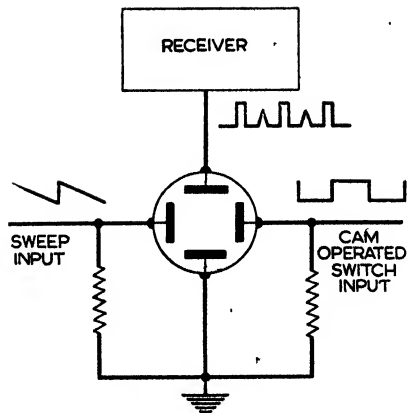 RECEIVER
SWEEP
INPUT
CAM
OPERATED
SWITCH
INPUT